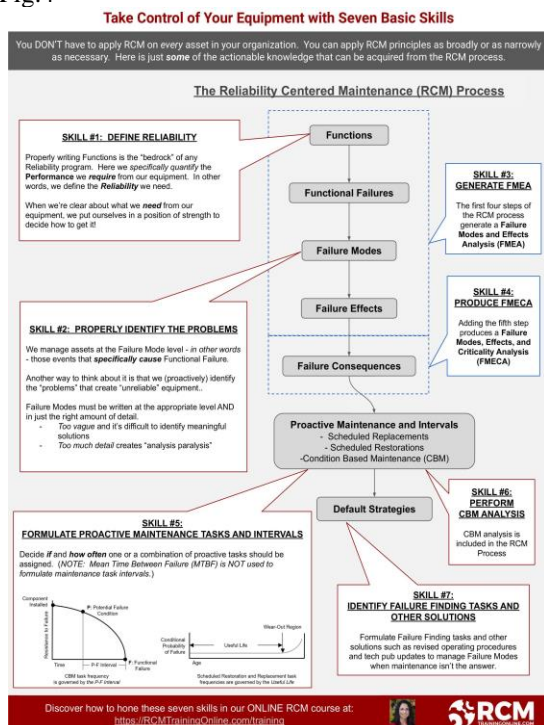 Take Control of Your Equipment with Seven Basic Skills
You DON'T have to apply RCM on every asset in your organization. You can apply RCM principles as broadly or as narrowly
as necessary. Here is just some of the actionable knowledge that can be acquired from the RCM process.
The Reliability Centered Maintenance (RCM) Process
SKILL #1: DEFINE RELIABILITY
Properly writing Functions is the "bedrock" of any
Reliability program. Here we specifically quantify the
Performance we require from our equipment. In other
words, we define the Reliability we need.
When we're clear about what we need from our
equipment, we put ourselves in a position of strength to
decide how to get it!
Functions
Functional Failures
Failure Modes
Failure Effects
Failure Consequences
SKILL #3:
GENERATE FMEA
The first four steps of
the RCM process
generate a Failure
Modes and Effects
Analysis (FMEA)
SKILL #4:
PRODUCE FMECA
Adding the fifth step
produces a Failure
Modes, Effects, and
Criticality Analysis
(FMECA)
SKILL #2: PROPERLY IDENTIFY THE PROBLEMS
We manage assets at the Failure Mode level - in other words
- those events that specifically cause Functional Failure.
Another way to think about it is that we (proactively) identify
the "problems" that create "unreliable" equipment..
Failure Modes must be written at the appropriate level AND
in just the right amount of detail.
- Too vague and it's difficult to identify meaningful
solutions
- Too much detail creates "analysis paralysis"
Proactive Maintenance and Intervals
- Scheduled Replacements
- Scheduled Restorations
-Condition Based Maintenance (CBM)
Default Strategies
SKILL #6:
PERFORM
CBM ANALYSIS
CBM analysis is
included in the RCM
Process
SKILL #5:
FORMULATE PROACTIVE MAINTENANCE TASKS AND INTERVALS
Decide if and how often one or a combination of proactive tasks should be
assigned. (NOTE: Mean Time Between Failure (MTBF) is NOT used to
formulate maintenance task intervals.)
Component
Installed
P: Potential Failure
Condition
Resistance to Failure
Time
P-F Interval
F: Functional
Failure
CBM task frequency
is governed by the P-F Interval
Wear-Out Region
Conditional
Probability
of Failure
Useful Life
Age
Scheduled Restoration and Replacement task
frequencies are governed by the Useful Life
SKILL #7:
IDENTIFY FAILURE FINDING TASKS AND
OTHER SOLUTIONS
Formulate Failure Finding tasks and other
solutions such as revised operating procedures
and tech pub updates to manage Failure Modes
when maintenance isn't the answer.
Discover how to hone these seven skills in our ONLINE RCM course at:
https://RCMTrainingOnline.com/training
RCM
TRAININGONLINE.COM